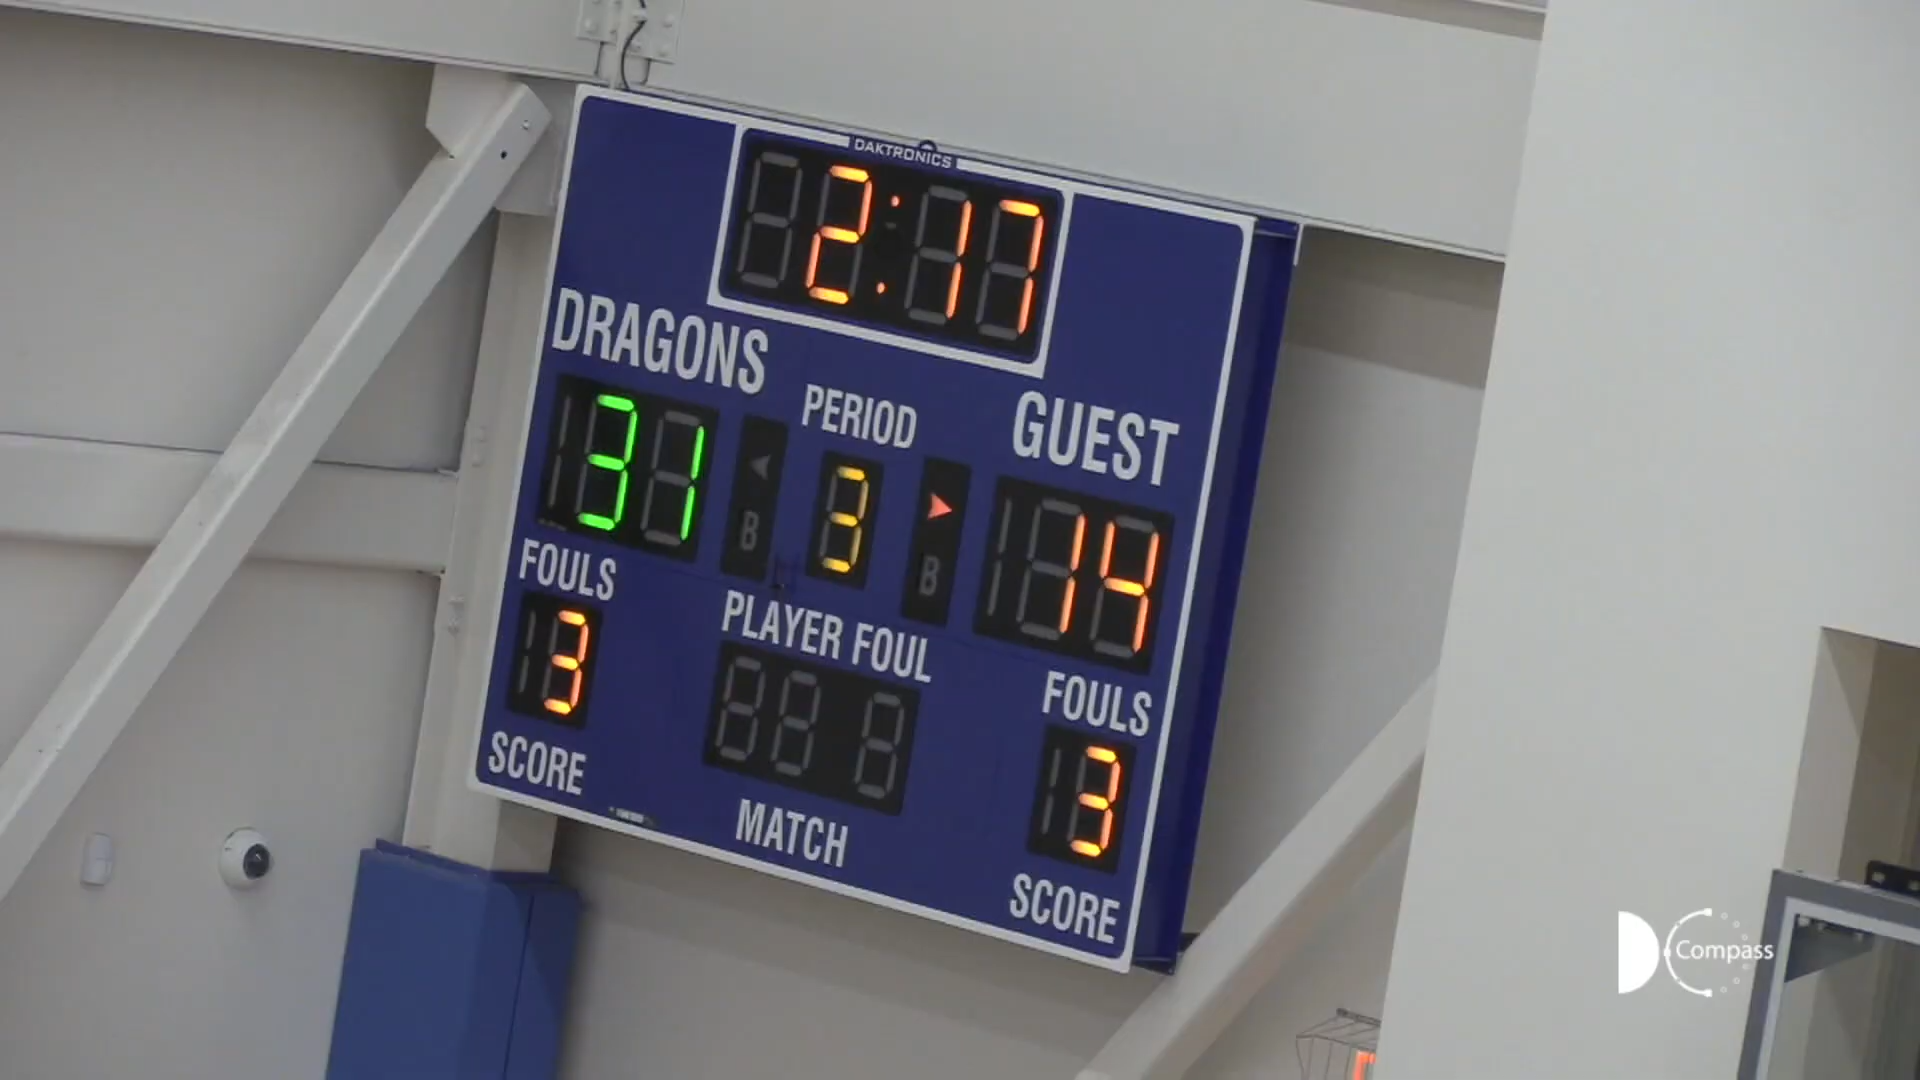 DAKTRONICS
2:17
DRAGONS
PERIOD
GUEST
31
3
14
B
B
FOULS
PLAYER FOUL
FOULS
3
3
SCORE
MATCH
SCORE
Compass